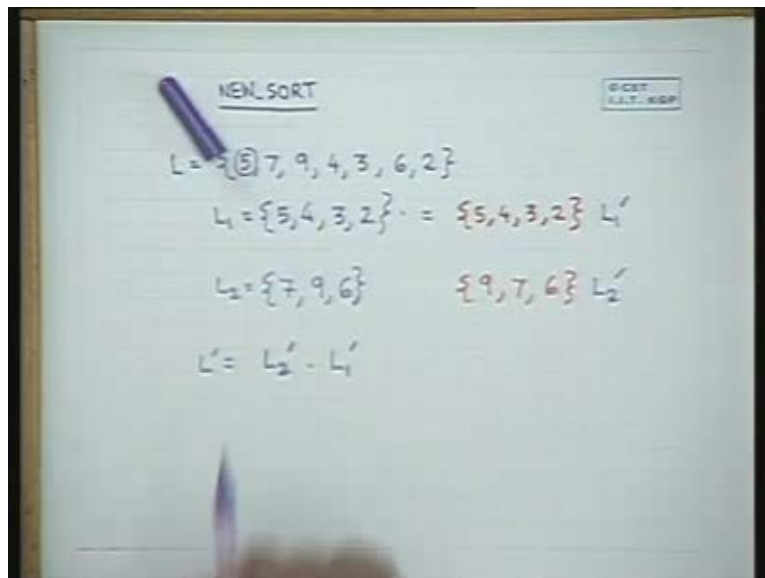 NEW_SORT
© CET
I.I.T. KGP
L = {5, 7, 9, 4, 3, 6, 2}
L₁ = {5,4,3,2} · = {5,4,3,2} L₁'
L₂ = {7,9,6} {9,7,6} L₂'
L' = L₂' · L₁'